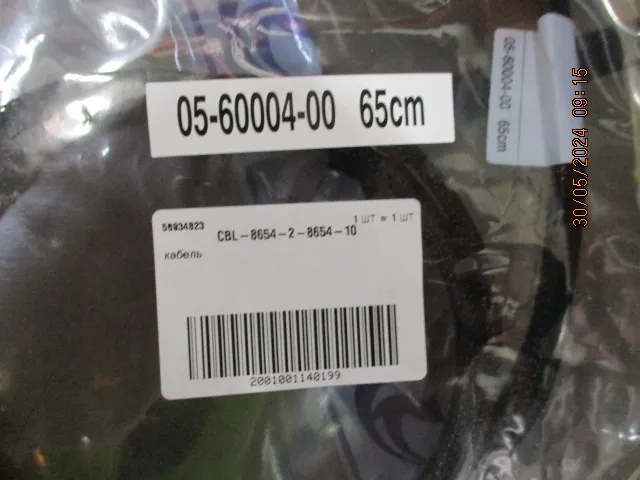 05-60004-00 65cm
05-60004-00 65cm
30/05/2024 09:15
1 шт = 1 шт
56934823
CBL-8654-2-8654-10
кабель
2001001140199